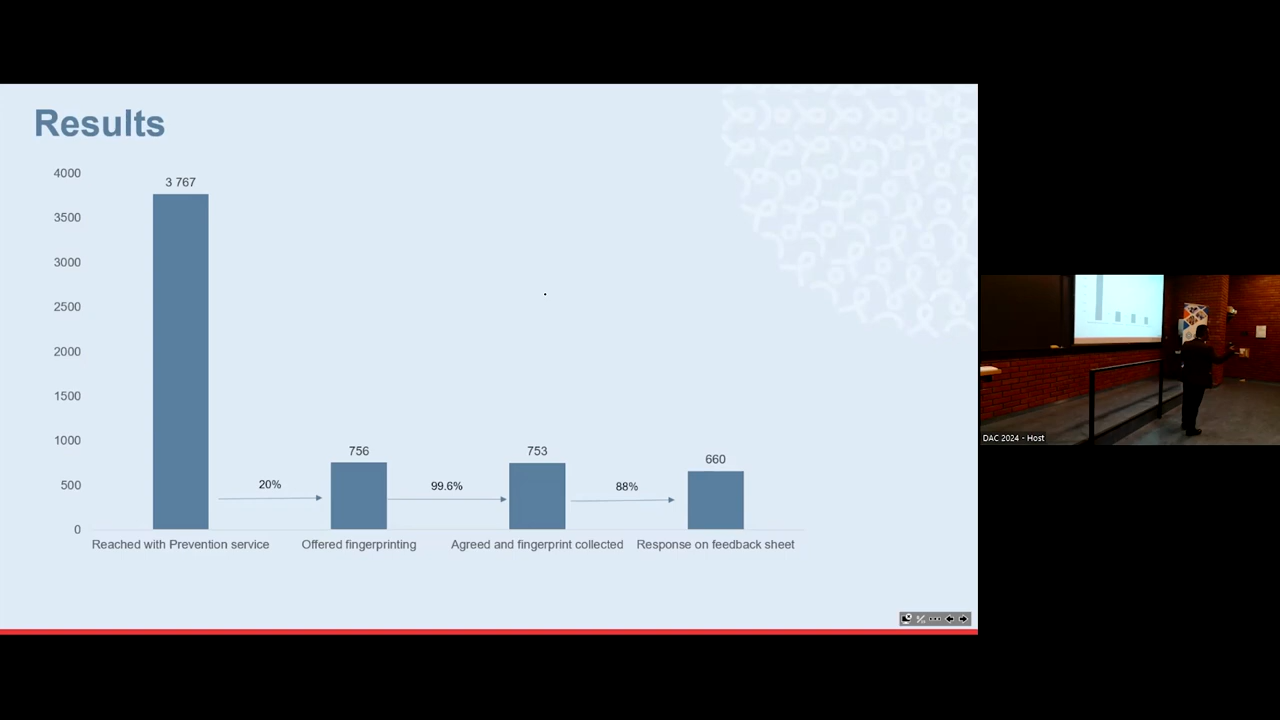 Results
4000
3500
3000
2500
2000
1500
1000
500
0
3 767
756
753
660
20%
99.6%
88%
Reached with Prevention service
Offered fingerprinting
Agreed and fingerprint collected
Response on feedback sheet
DAC 2024 - Host